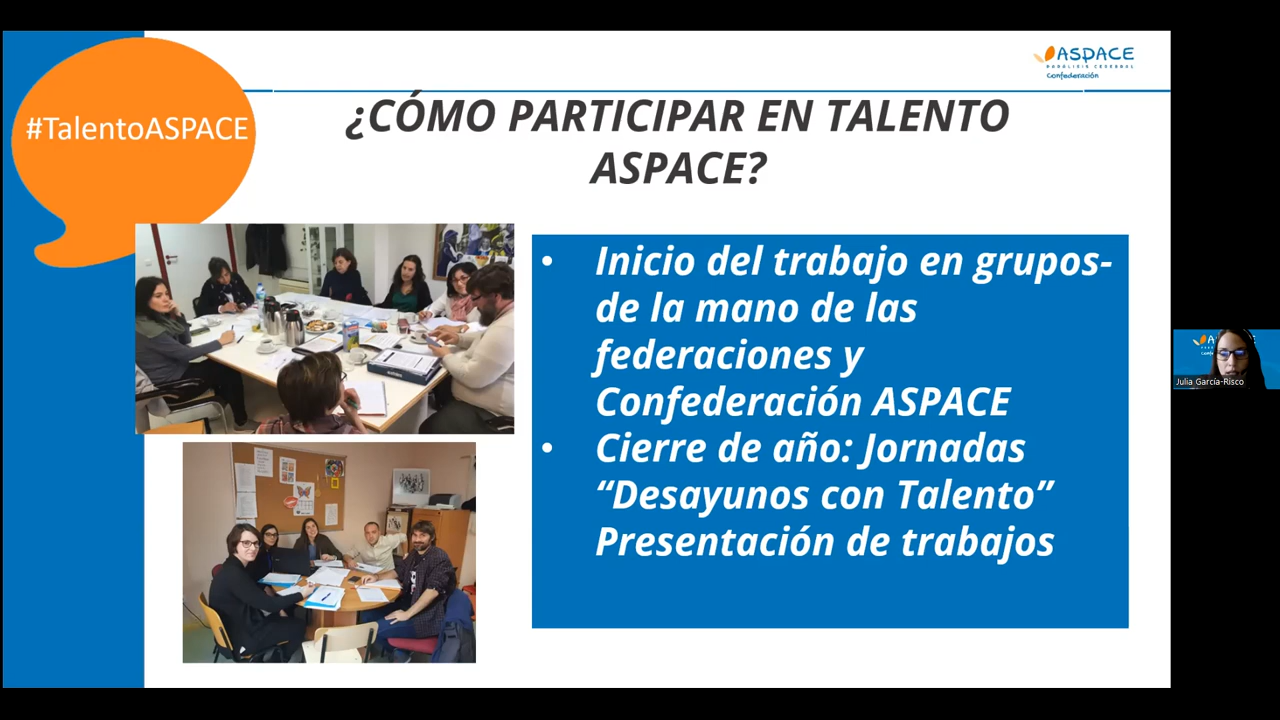 #TalentoASPACE
ASPACE
PARÁLISIS CEREBRAL
Confederación
¿CÓMO PARTICIPAR EN TALENTO
ASPACE?
• Inicio del trabajo en grupos-
de la mano de las
federaciones y
Confederación ASPACE
• Cierre de año: Jornadas
“Desayunos con Talento”
Presentación de trabajos
Julia García-Risco